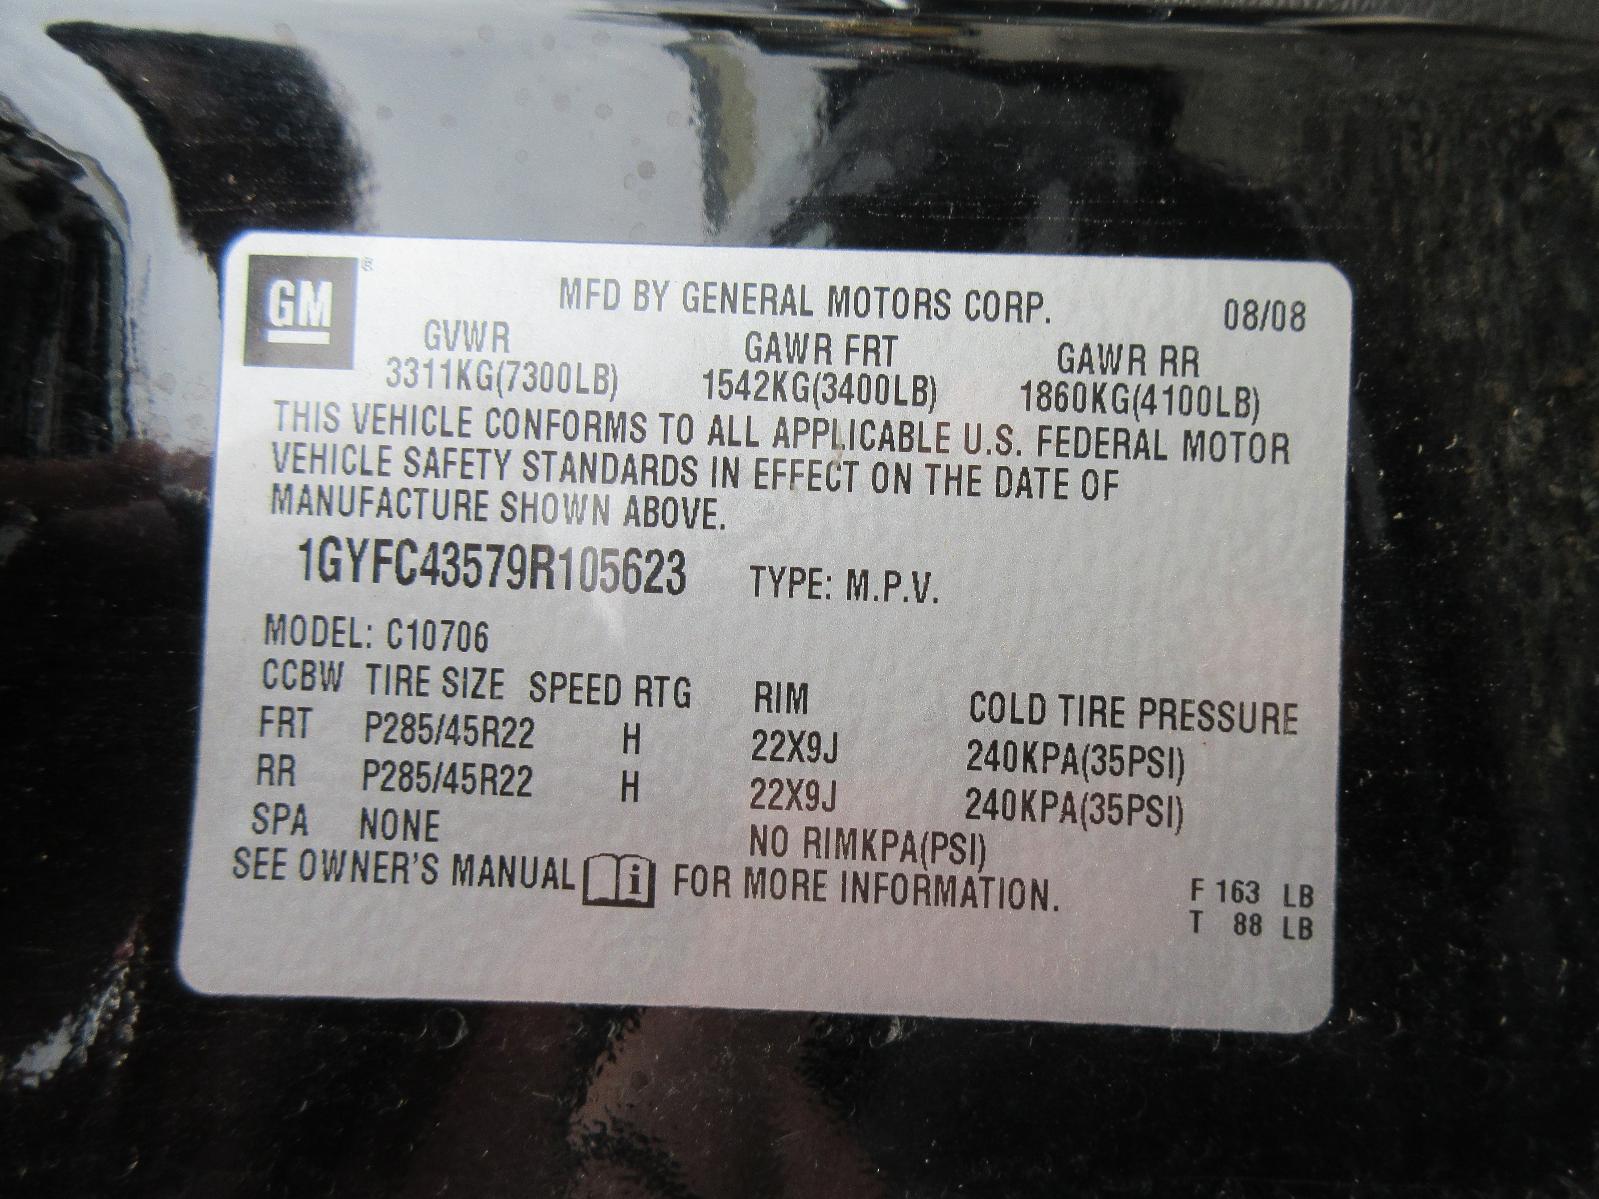 GM ®
MFD BY GENERAL MOTORS CORP. 08/08
GVWR GAWR FRT GAWR RR
3311KG(7300LB) 1542KG(3400LB) 1860KG(4100LB)
THIS VEHICLE CONFORMS TO ALL APPLICABLE U.S. FEDERAL MOTOR
VEHICLE SAFETY STANDARDS IN EFFECT ON THE DATE OF
MANUFACTURE SHOWN ABOVE.
1GYFC43579R105623 TYPE: M.P.V.
MODEL: C10706
CCBW TIRE SIZE SPEED RTG RIM COLD TIRE PRESSURE
FRT P285/45R22 H 22X9J 240KPA(35PSI)
RR P285/45R22 H 22X9J 240KPA(35PSI)
SPA NONE NO RIMKPA(PSI)
SEE OWNER'S MANUAL i FOR MORE INFORMATION.
F 163 LB
T 88 LB